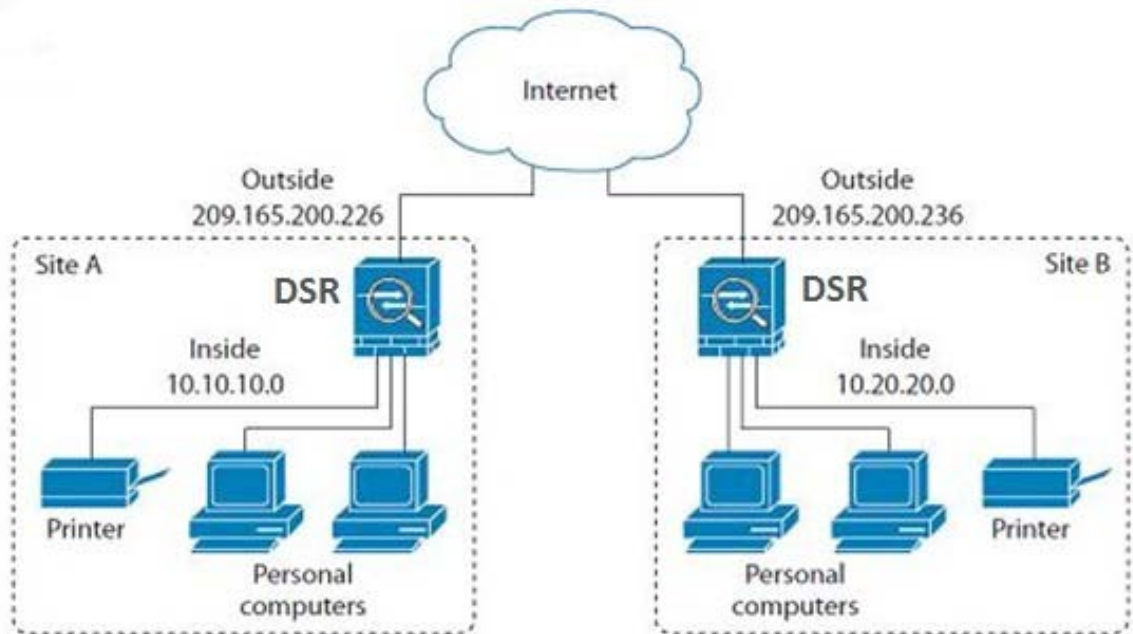 Internet
Outside
209.165.200.226
Outside
209.165.200.236
Site A
DSR
DSR
Site B
Inside
10.10.10.0
Inside
10.20.20.0
Printer
Personal
computers
Personal
computers
Printer